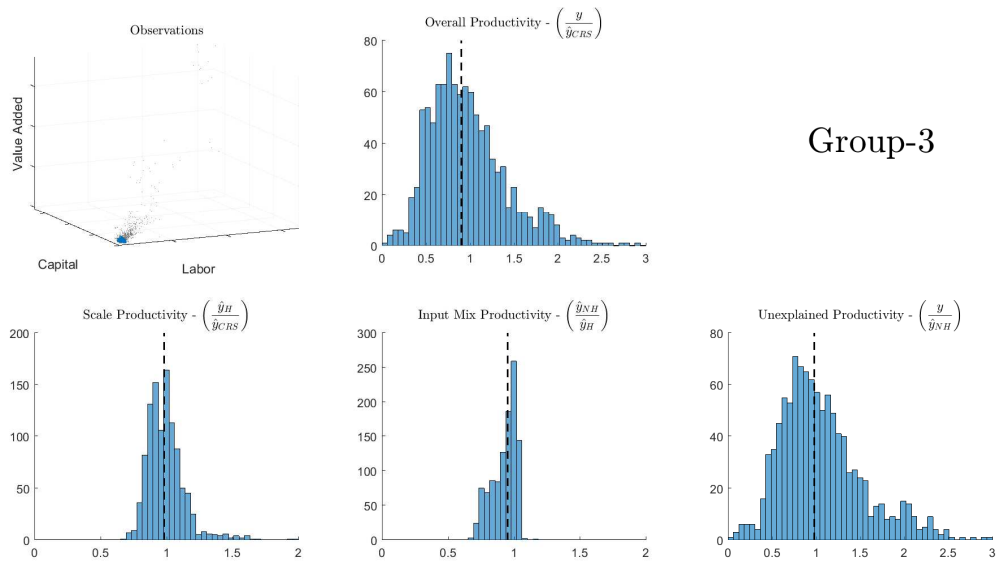 Observations
Value Added
Capital
Labor
Overall Productivity - (y / ŷ_CRS)
80
60
40
20
0
0 0.5 1 1.5 2 2.5 3
Group-3
Scale Productivity - (ŷ_H / ŷ_CRS)
200
150
100
50
0
0 0.5 1 1.5 2
Input Mix Productivity - (ŷ_NH / ŷ_H)
300
250
200
150
100
50
0
0 0.5 1 2
Unexplained Productivity - (y / ŷ_NH)
80
60
40
20
0
0 0.5 1 1.5 2 2.5 3